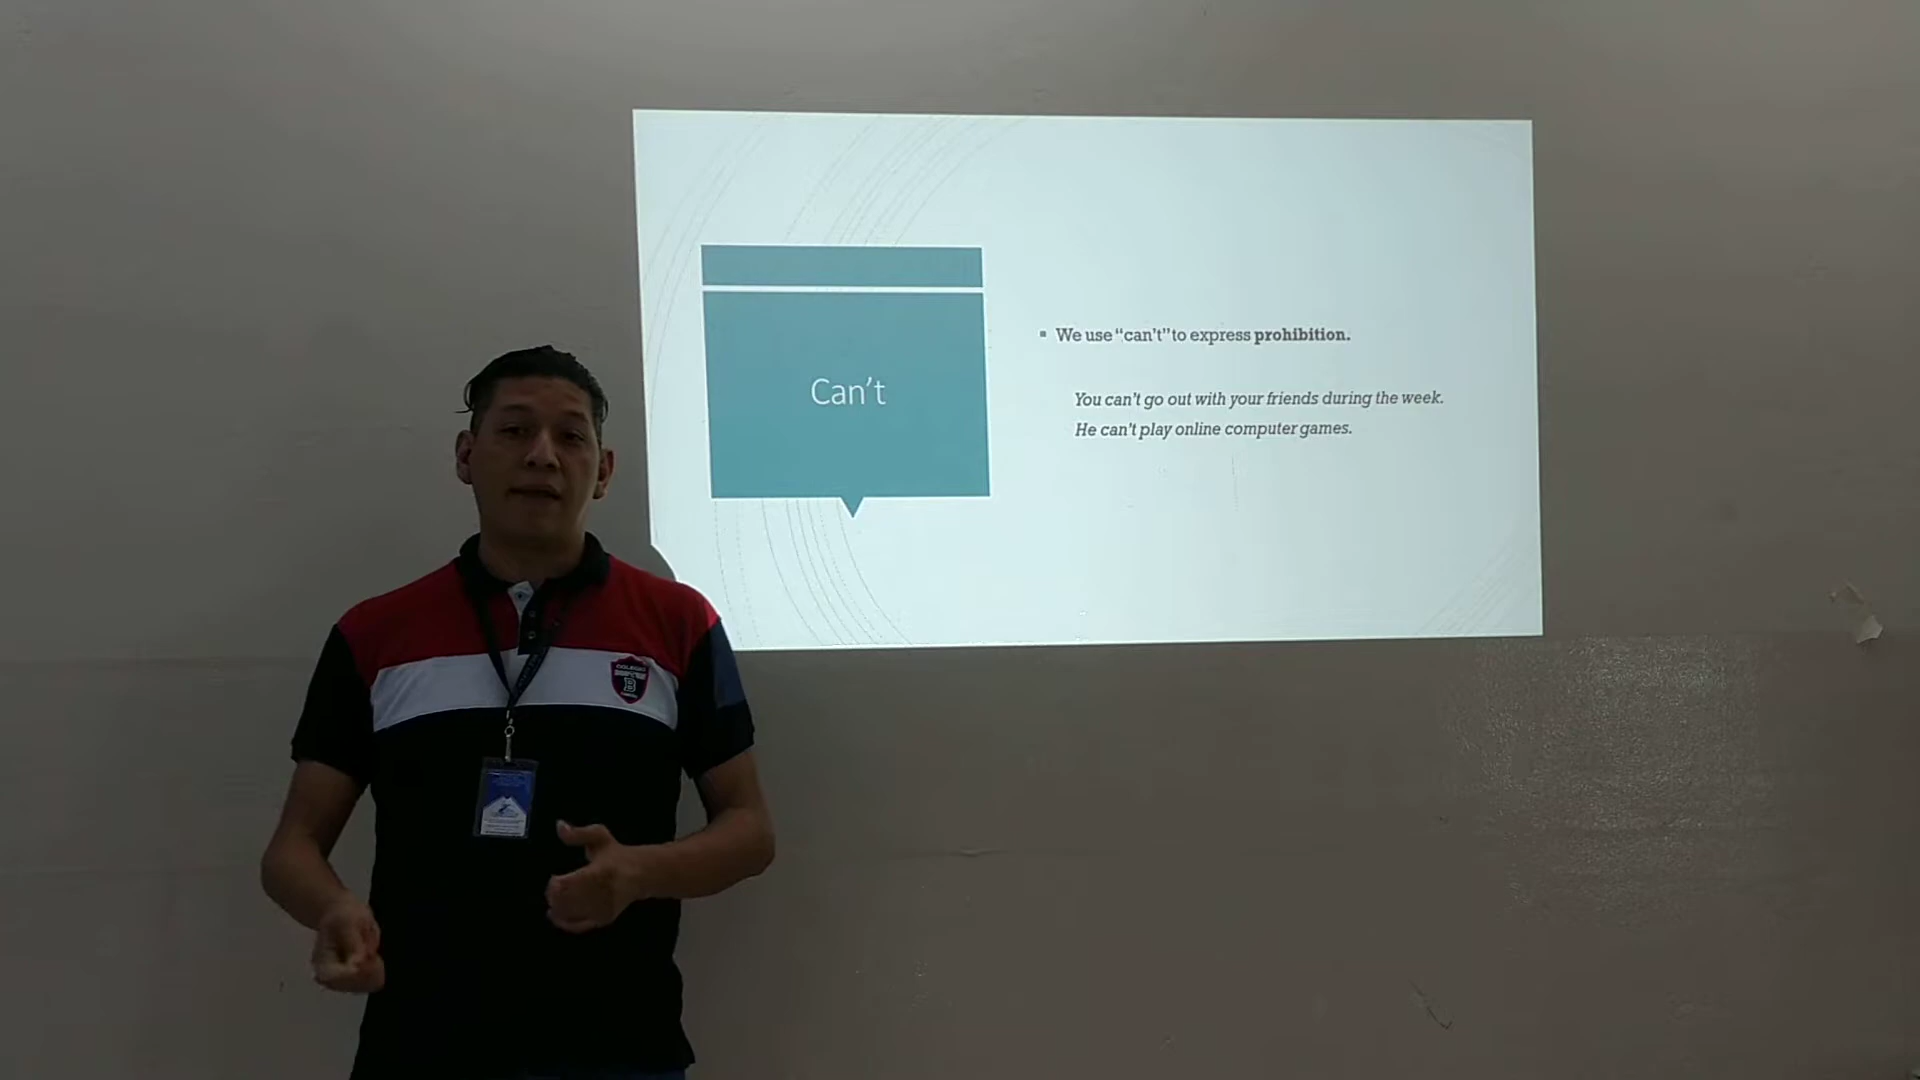 Can't
▪ We use “can't” to express prohibition.
You can't go out with your friends during the week.
He can't play online computer games.
COLEGIO